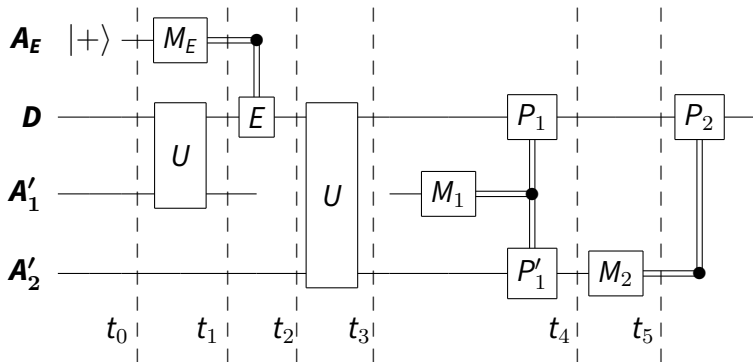 A_E |+⟩ M_E
D U E U P_1 P_2
A'_1 M_1
A'_2 P'_1 M_2
t_0 t_1 t_2 t_3 t_4 t_5